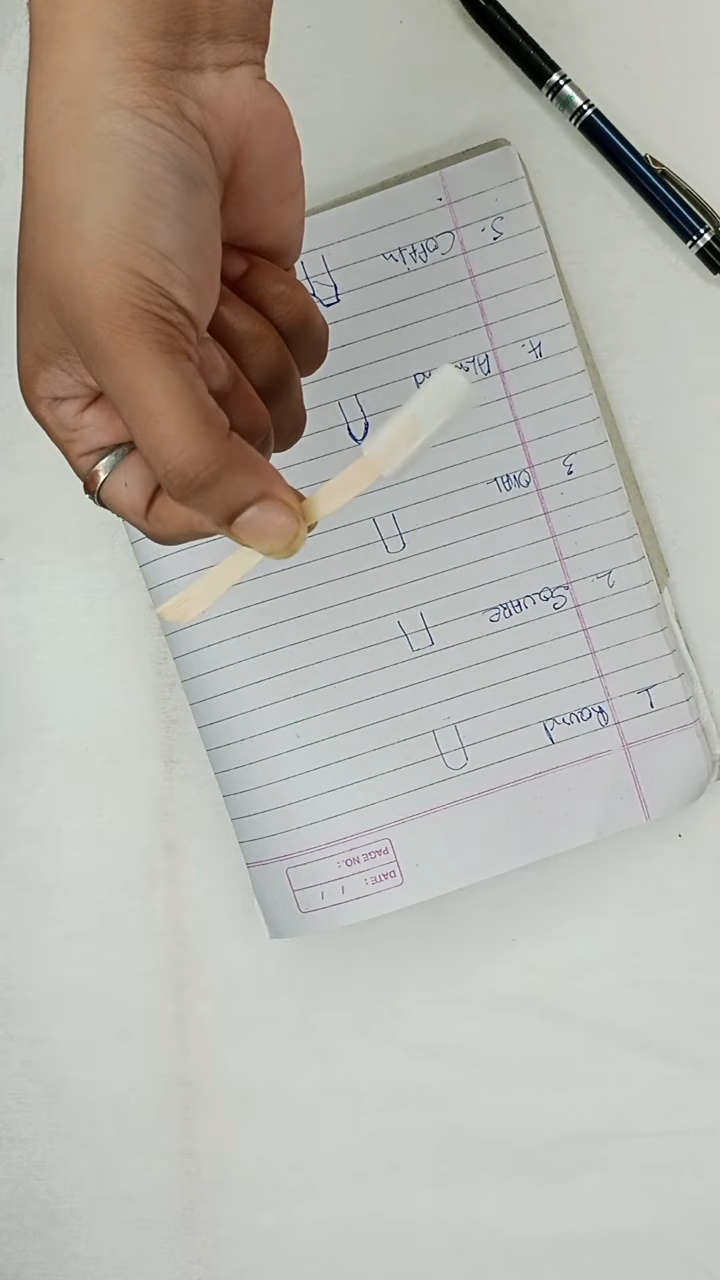 DATE: / /
PAGE NO.:
1. Round
2. SQUARE
3 OVAL
4.
5. COFFIN